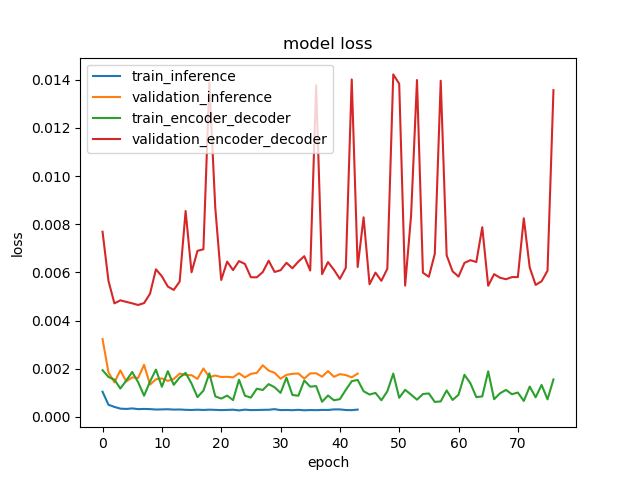 model loss
train_inference
validation_inference
train_encoder_decoder
validation_encoder_decoder
0.014
0.012
0.010
0.008
0.006
0.004
0.002
0.000
loss
0 10 20 30 40 50 60 70
epoch